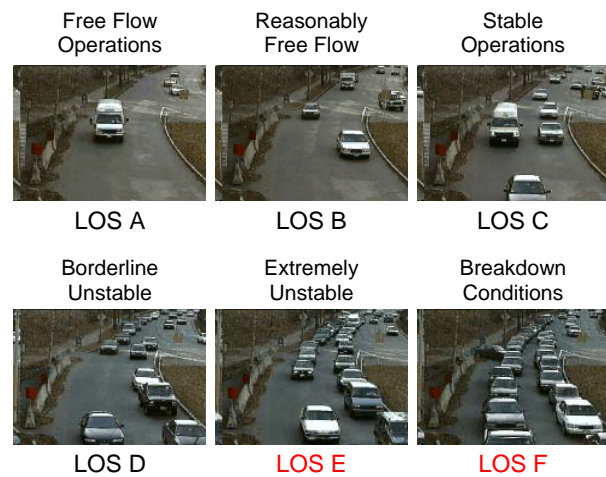 Free Flow
Operations
Reasonably
Free Flow
Stable
Operations
LOS A
LOS B
LOS C
Borderline
Unstable
Extremely
Unstable
Breakdown
Conditions
LOS D
LOS E
LOS F